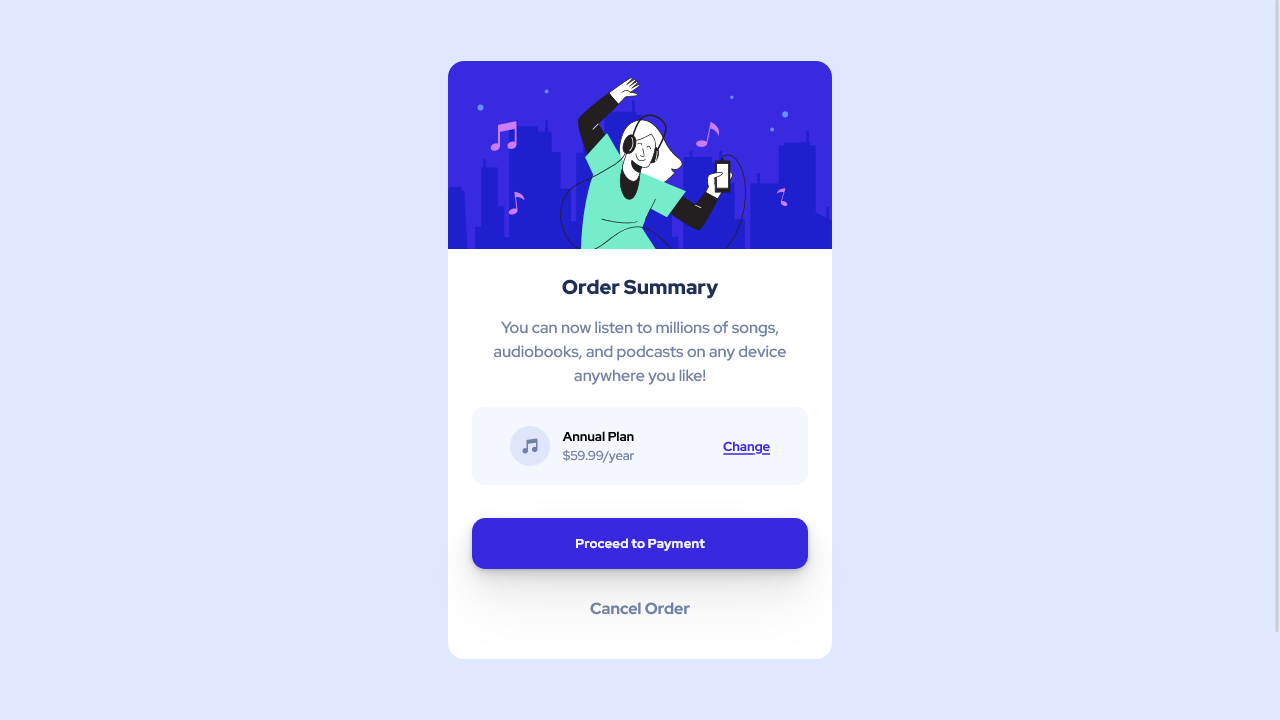 Order Summary
You can now listen to millions of songs,
audiobooks, and podcasts on any device
anywhere you like!
Annual Plan
$59.99/year
Change
Proceed to Payment
Cancel Order